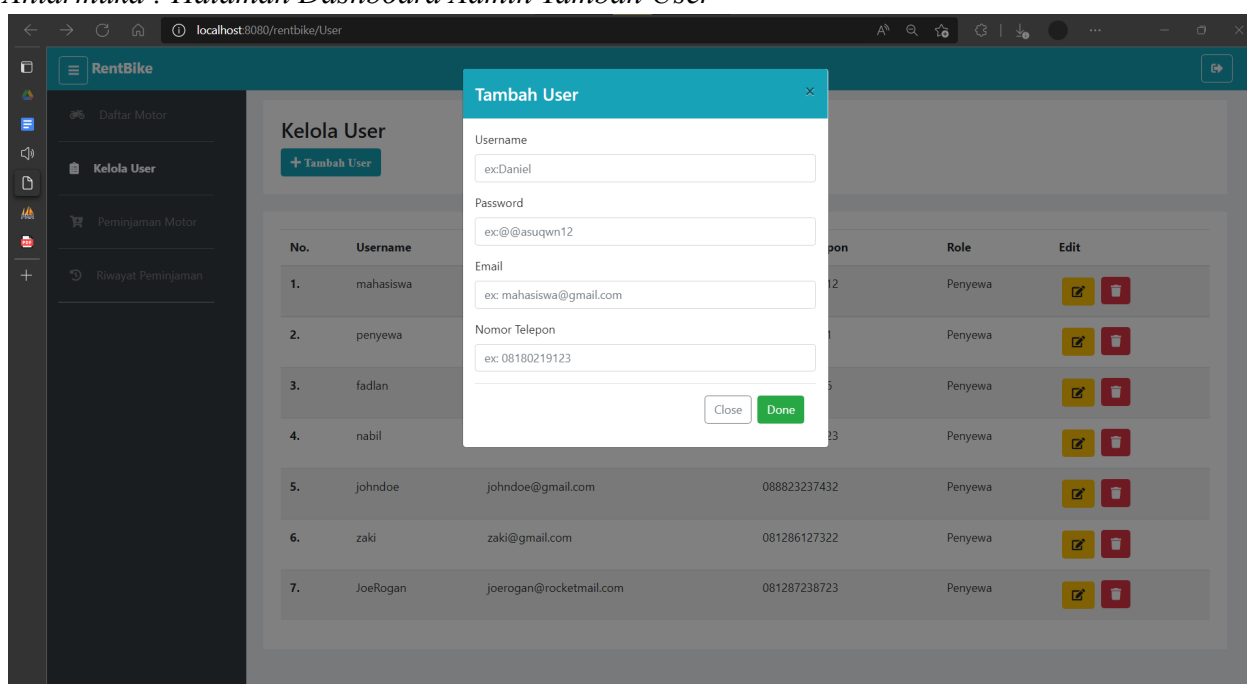 Antarmuka : Halaman Dashboard Admin Tambah User
localhost:8080/rentbike/User
RentBike
Daftar Motor
Kelola User
Peminjaman Motor
Riwayat Peminjaman
Kelola User
+ Tambah User
Tambah User ×
Username
ex:Daniel
Password
ex:@@asuqwn12
Email
ex: mahasiswa@gmail.com
Nomor Telepon
ex: 08180219123
Close Done
No. Username pon Role Edit
1. mahasiswa 12 Penyewa
2. penyewa 1 Penyewa
3. fadlan Penyewa
4. nabil 23 Penyewa
5. johndoe johndoe@gmail.com 088823237432 Penyewa
6. zaki zaki@gmail.com 081286127322 Penyewa
7. JoeRogan joerogan@rocketmail.com 081287238723 Penyewa